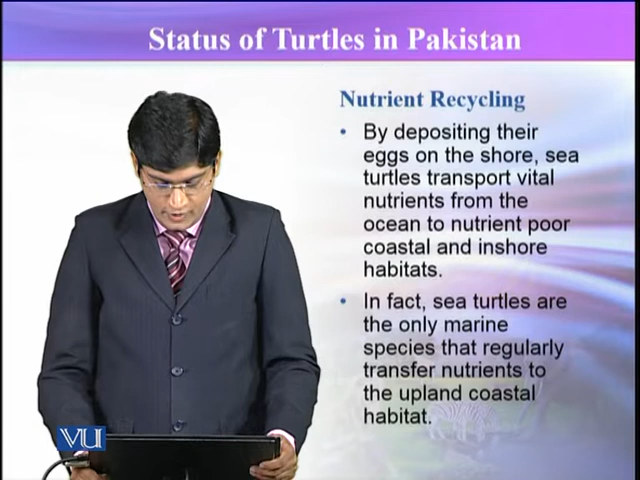 Status of Turtles in Pakistan
Nutrient Recycling
• By depositing their
eggs on the shore, sea
turtles transport vital
nutrients from the
ocean to nutrient poor
coastal and inshore
habitats.
• In fact, sea turtles are
the only marine
species that regularly
transfer nutrients to
the upland coastal
habitat.
VU